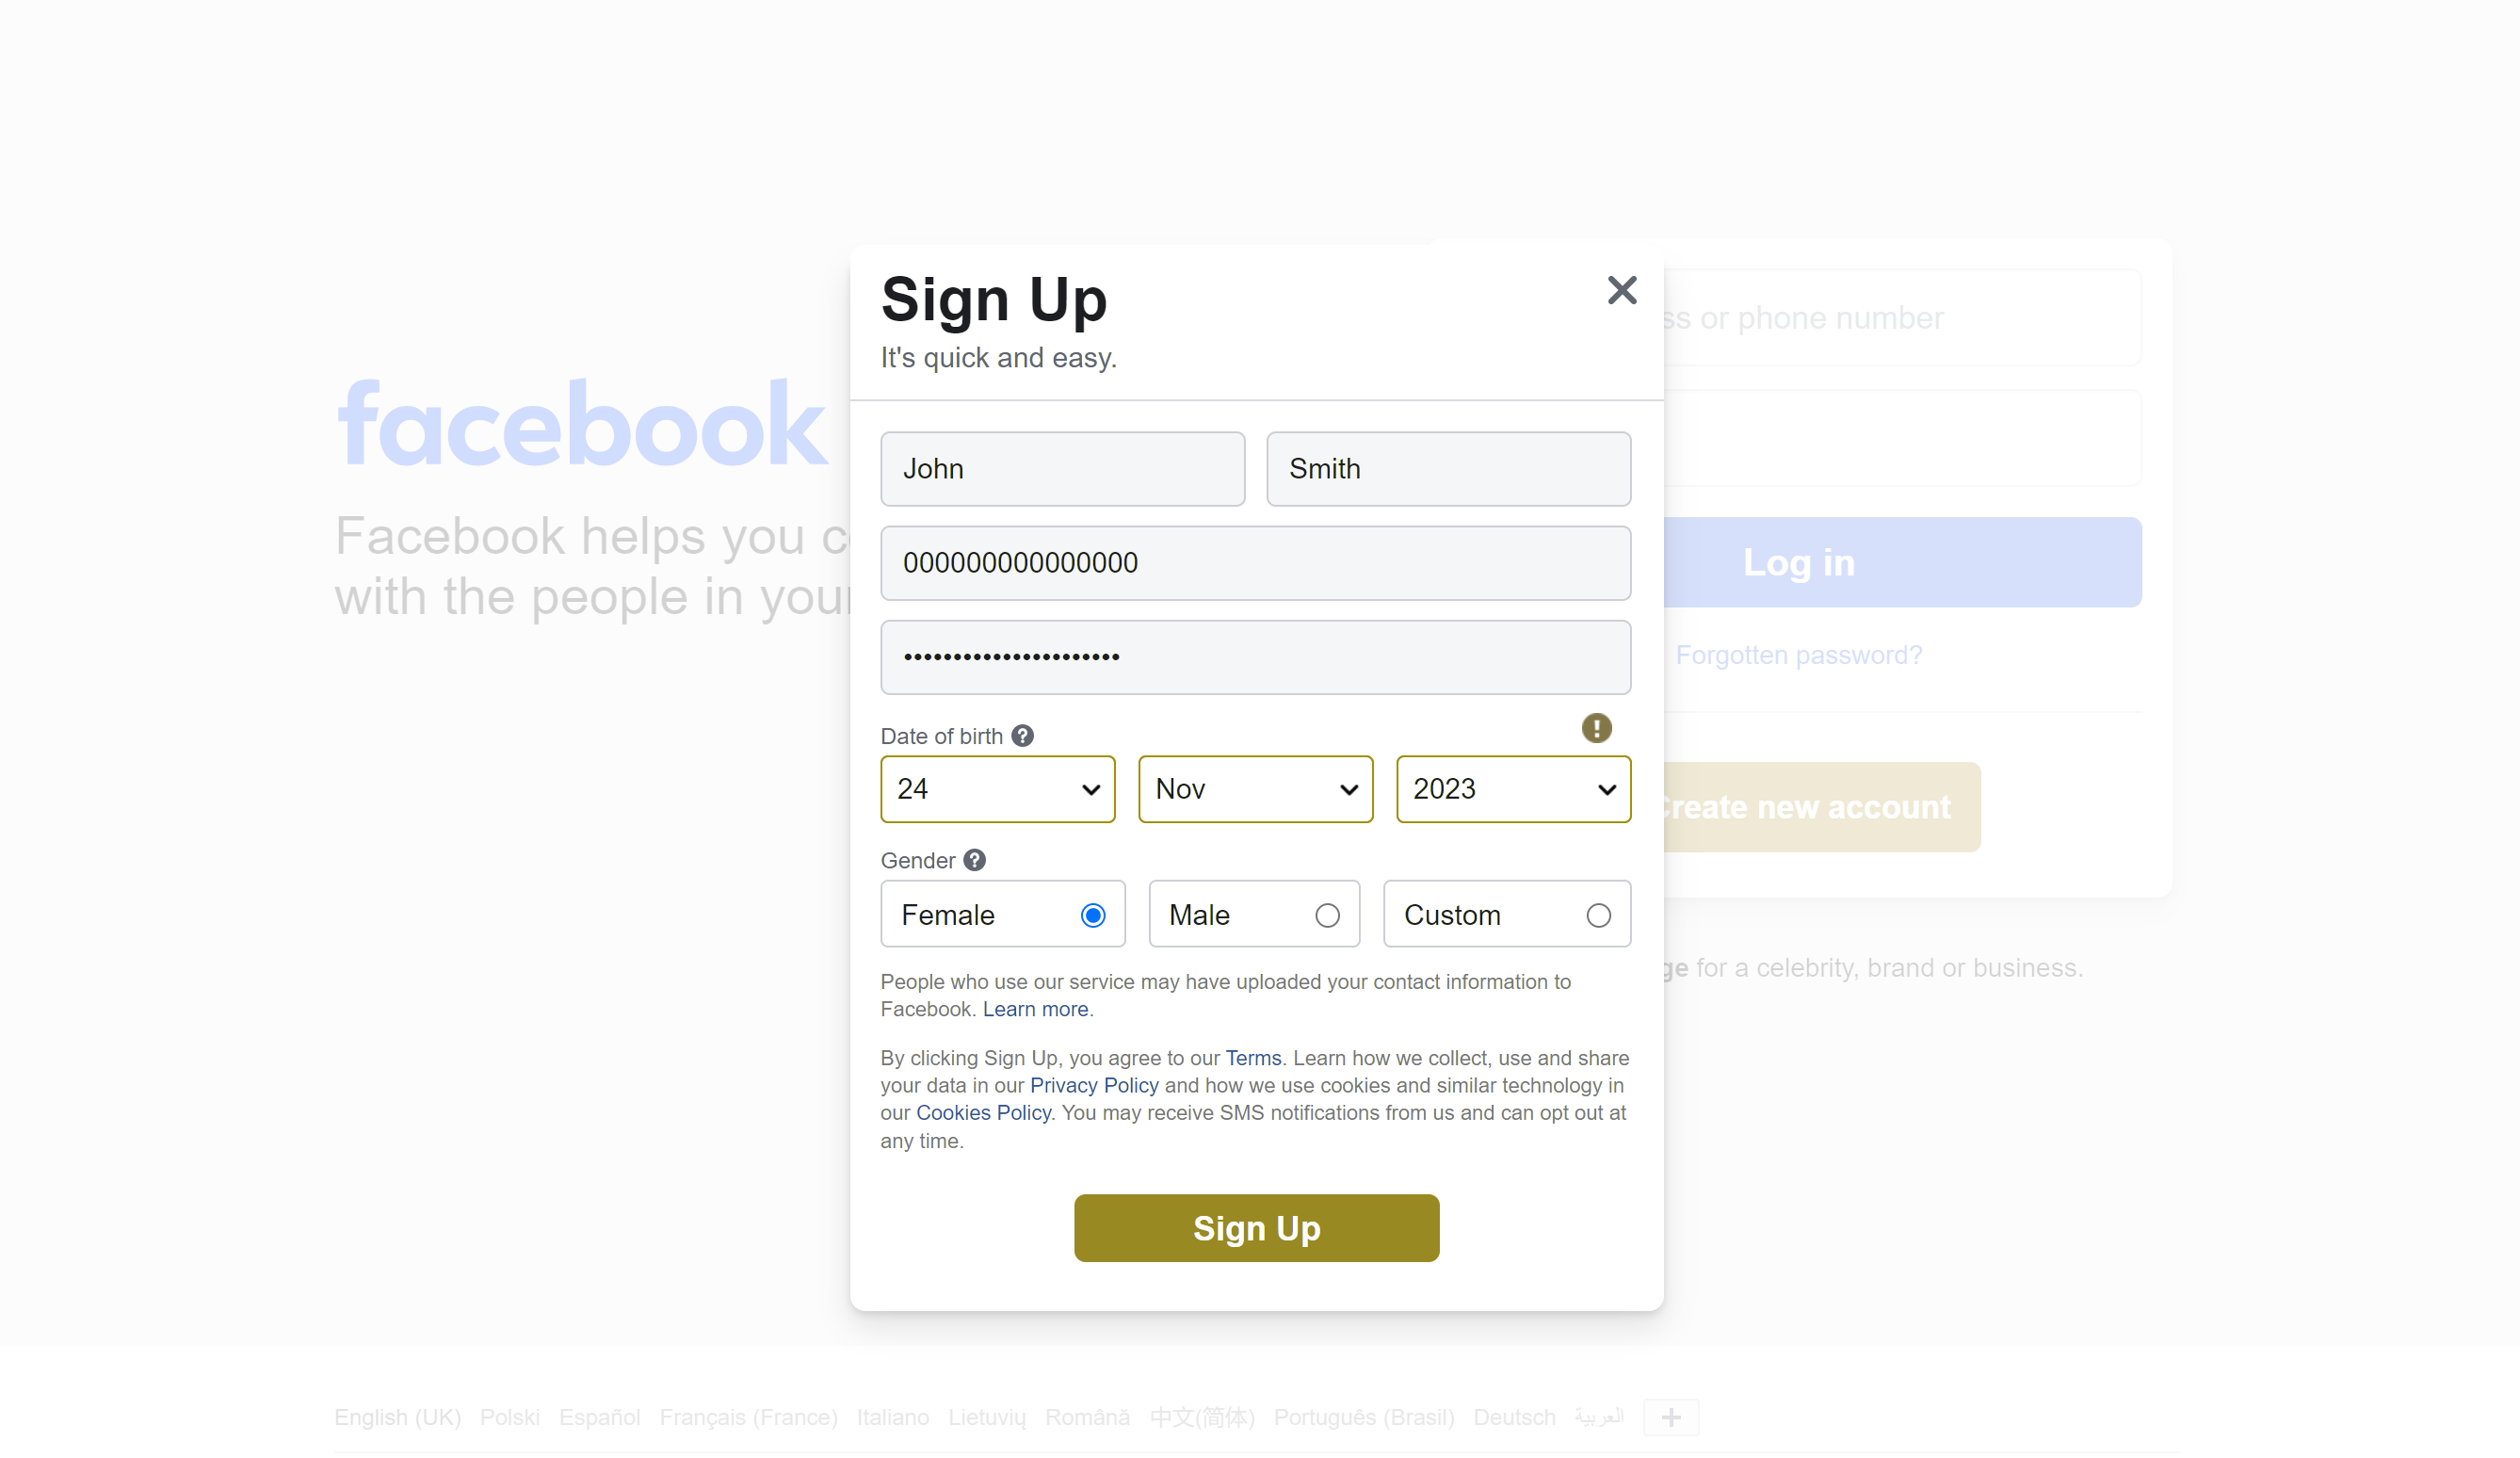 facebook
Facebook helps you c
with the people in your
Sign Up
It's quick and easy.
John
Smith
000000000000000
••••••••••••••••••••••
Date of birth
24
Nov
2023
Gender
Female
Male
Custom
People who use our service may have uploaded your contact information to
Facebook. Learn more.
By clicking Sign Up, you agree to our Terms. Learn how we collect, use and share
your data in our Privacy Policy and how we use cookies and similar technology in
our Cookies Policy. You may receive SMS notifications from us and can opt out at
any time.
Sign Up
ss or phone number
Log in
Forgotten password?
Create new account
ge for a celebrity, brand or business.
English (UK) Polski Español Français (France) Italiano Lietuvių Română 中文(简体) Português (Brasil) Deutsch العربية